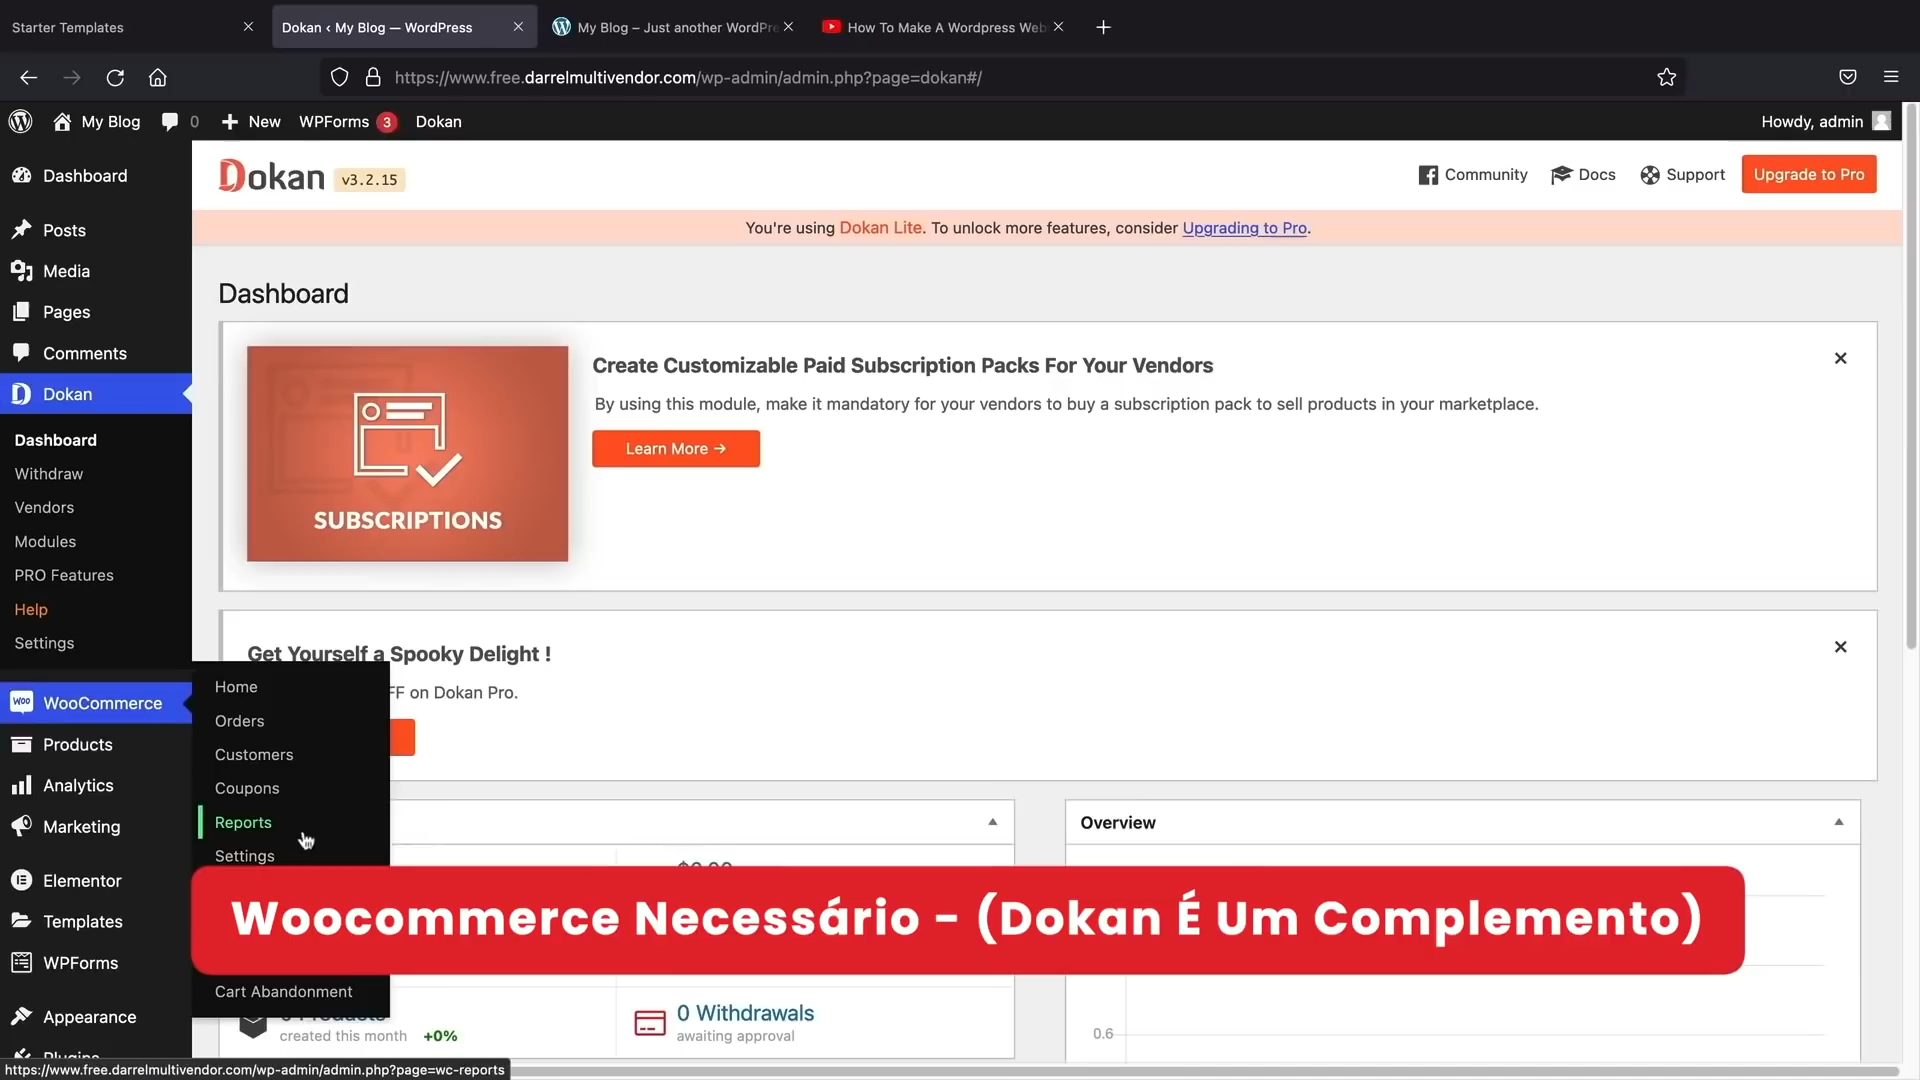 Starter Templates
Dokan ‹ My Blog — WordPress
My Blog – Just another WordPre
How To Make A Wordpress Web
https://www.free.darrelmultivendor.com/wp-admin/admin.php?page=dokan#/
My Blog
0
New
WPForms 3
Dokan
Howdy, admin
Dashboard
Posts
Media
Pages
Comments
Dokan
Dashboard
Withdraw
Vendors
Modules
PRO Features
Help
Settings
WooCommerce
Products
Analytics
Marketing
Elementor
Templates
WPForms
Appearance
Plugins
Home
Orders
Customers
Coupons
Reports
Settings
Cart Abandonment
Dokan v3.2.15
Community
Docs
Support
Upgrade to Pro
You're using Dokan Lite. To unlock more features, consider Upgrading to Pro.
Dashboard
SUBSCRIPTIONS
Create Customizable Paid Subscription Packs For Your Vendors
By using this module, make it mandatory for your vendors to buy a subscription pack to sell products in your marketplace.
Learn More →
Get Yourself a Spooky Delight !
FF on Dokan Pro.
Overview
Woocommerce Necessário - (Dokan É Um Complemento)
created this month +0%
0 Withdrawals
awaiting approval
0.6
https://www.free.darrelmultivendor.com/wp-admin/admin.php?page=wc-reports